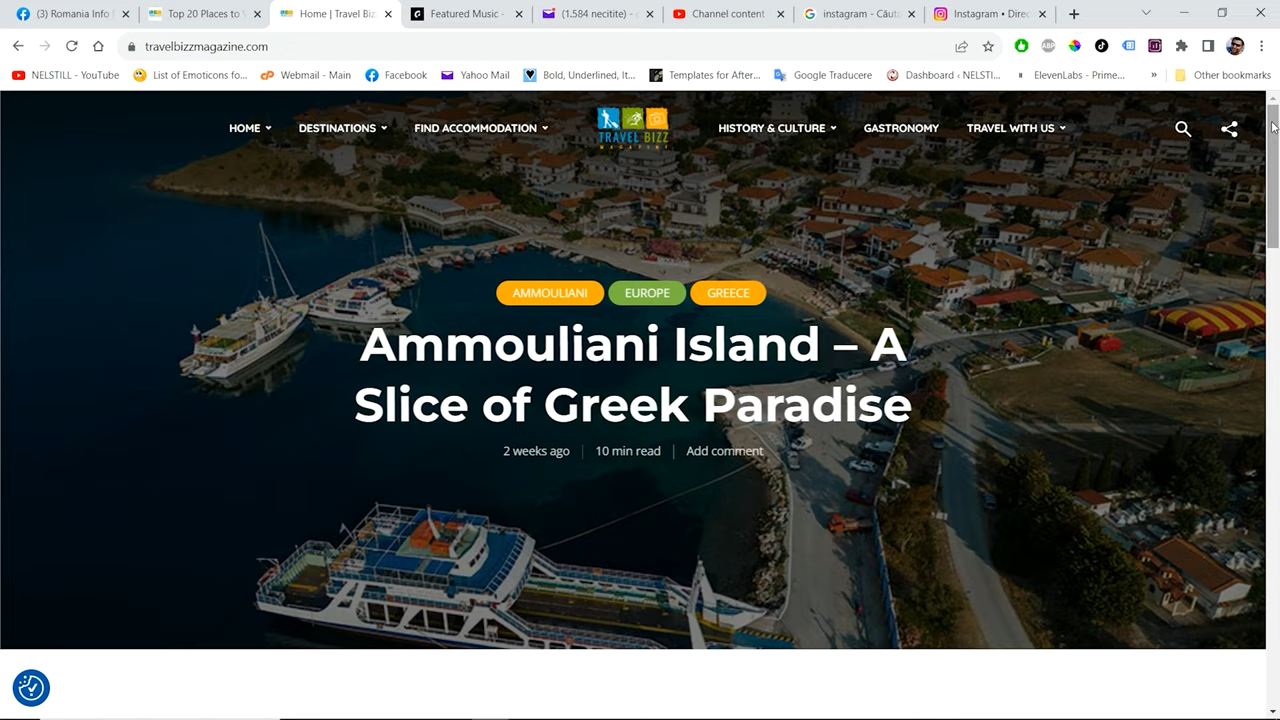 (3) Romania Info
Top 20 Places to
Home | Travel Biz
Featured Music -
(1.584 necitite) -
Channel content
instagram - Cău
Instagram • Direc
travelbizzmagazine.com
ABP
NELSTILL - YouTube
List of Emoticons fo...
Webmail - Main
Facebook
Yahoo Mail
Bold, Underlined, It...
Templates for After...
Google Traducere
Dashboard ‹ NELSTI...
ElevenLabs - Prime...
»
Other bookmarks
HOME
DESTINATIONS
FIND ACCOMMODATION
TRAVEL BIZZ
MAGAZINE
HISTORY & CULTURE
GASTRONOMY
TRAVEL WITH US
AMMOULIANI
EUROPE
GREECE
Ammouliani Island – A
Slice of Greek Paradise
2 weeks ago
10 min read
Add comment